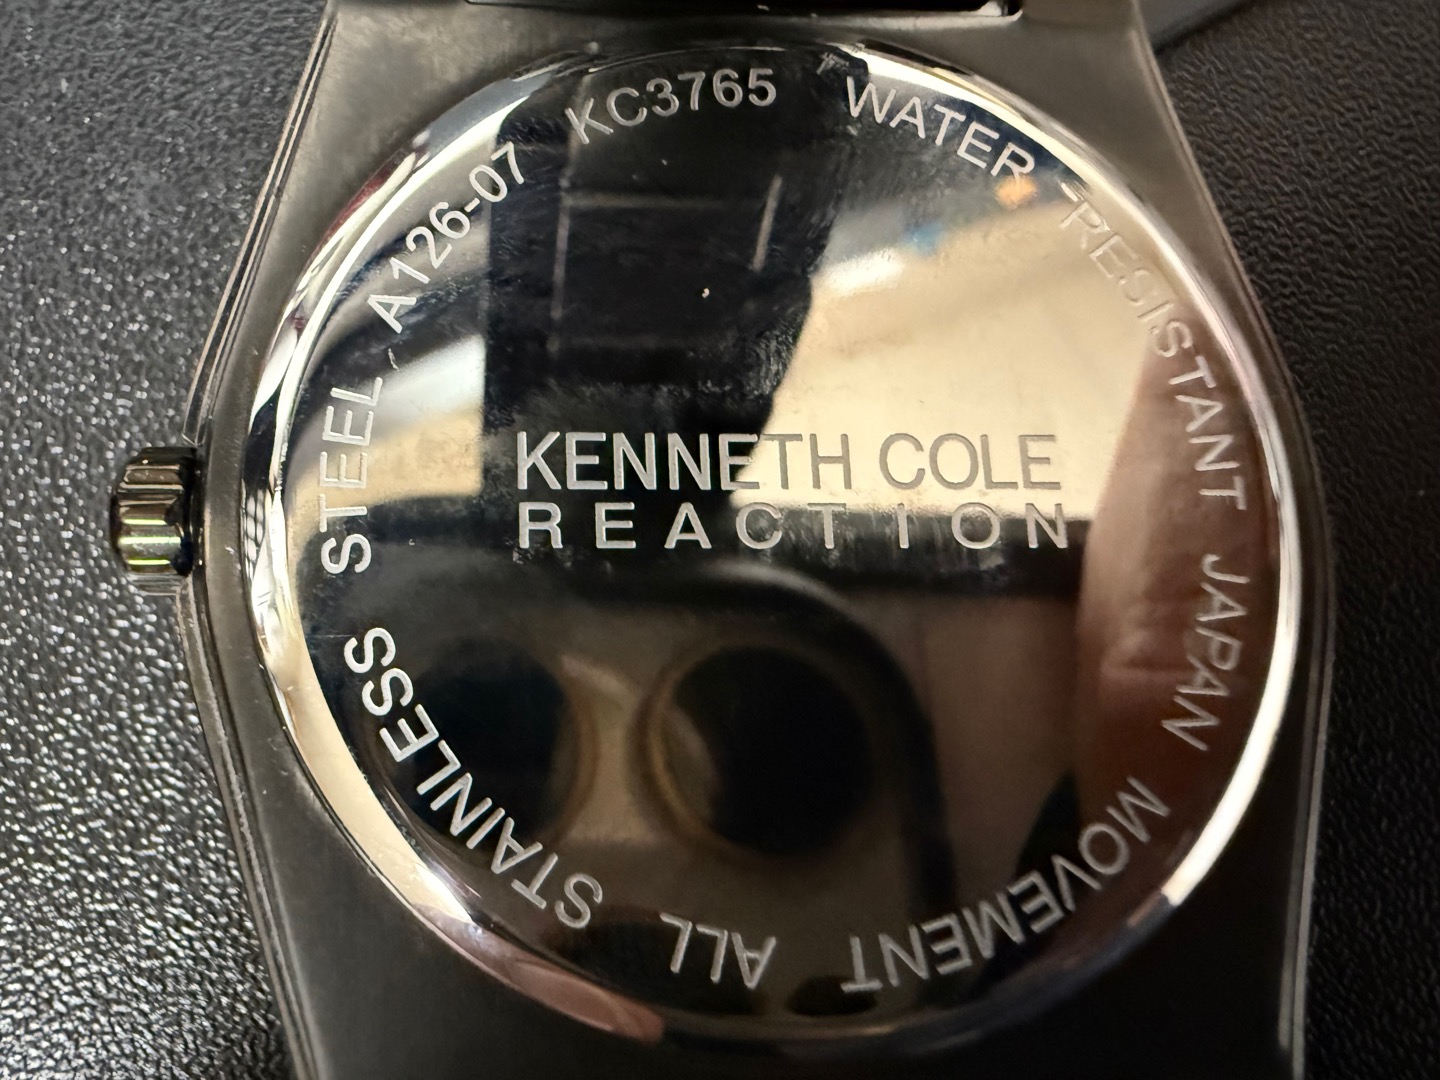 KENNETH COLE
REACTION
KC3765 WATER RESISTANT JAPAN MOVEMENT ALL STAINLESS STEEL A126-07